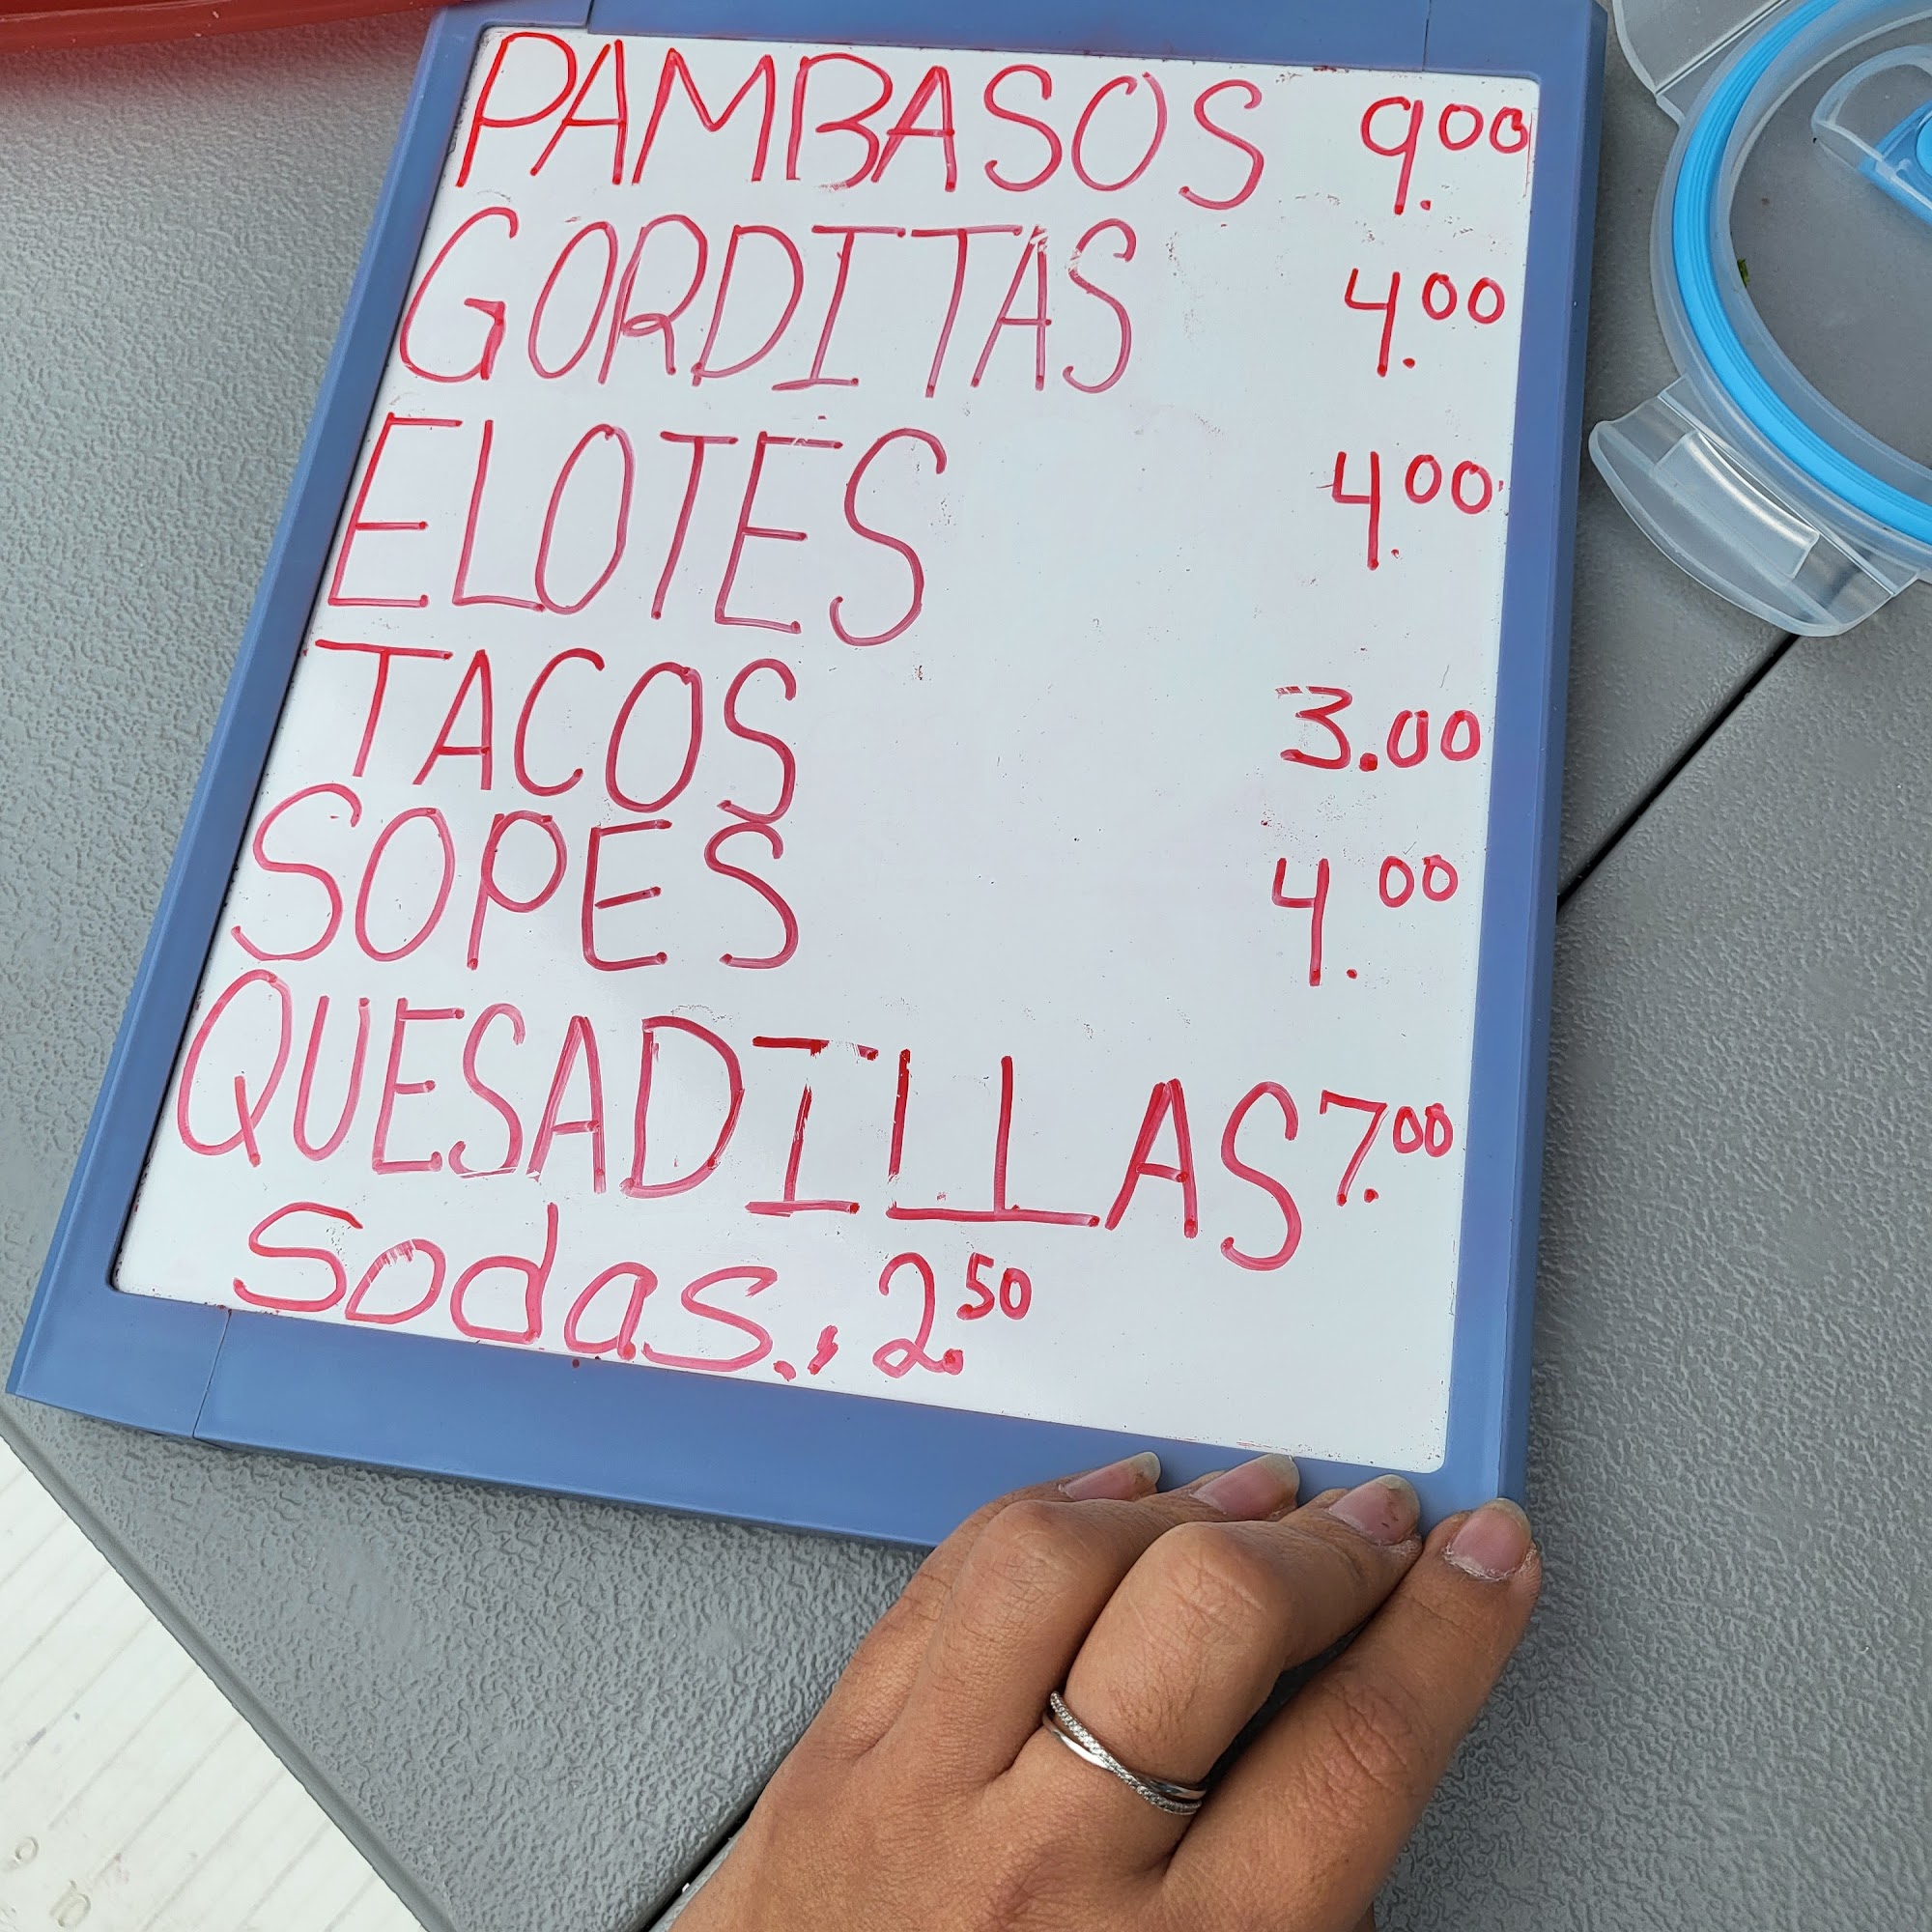 PAMBASOS 9.00
GORDITAS 4.00
ELOTES 4.00
TACOS 3.00
SOPES 4.00
QUESADILLAS 7.00
Sodas., 2.50